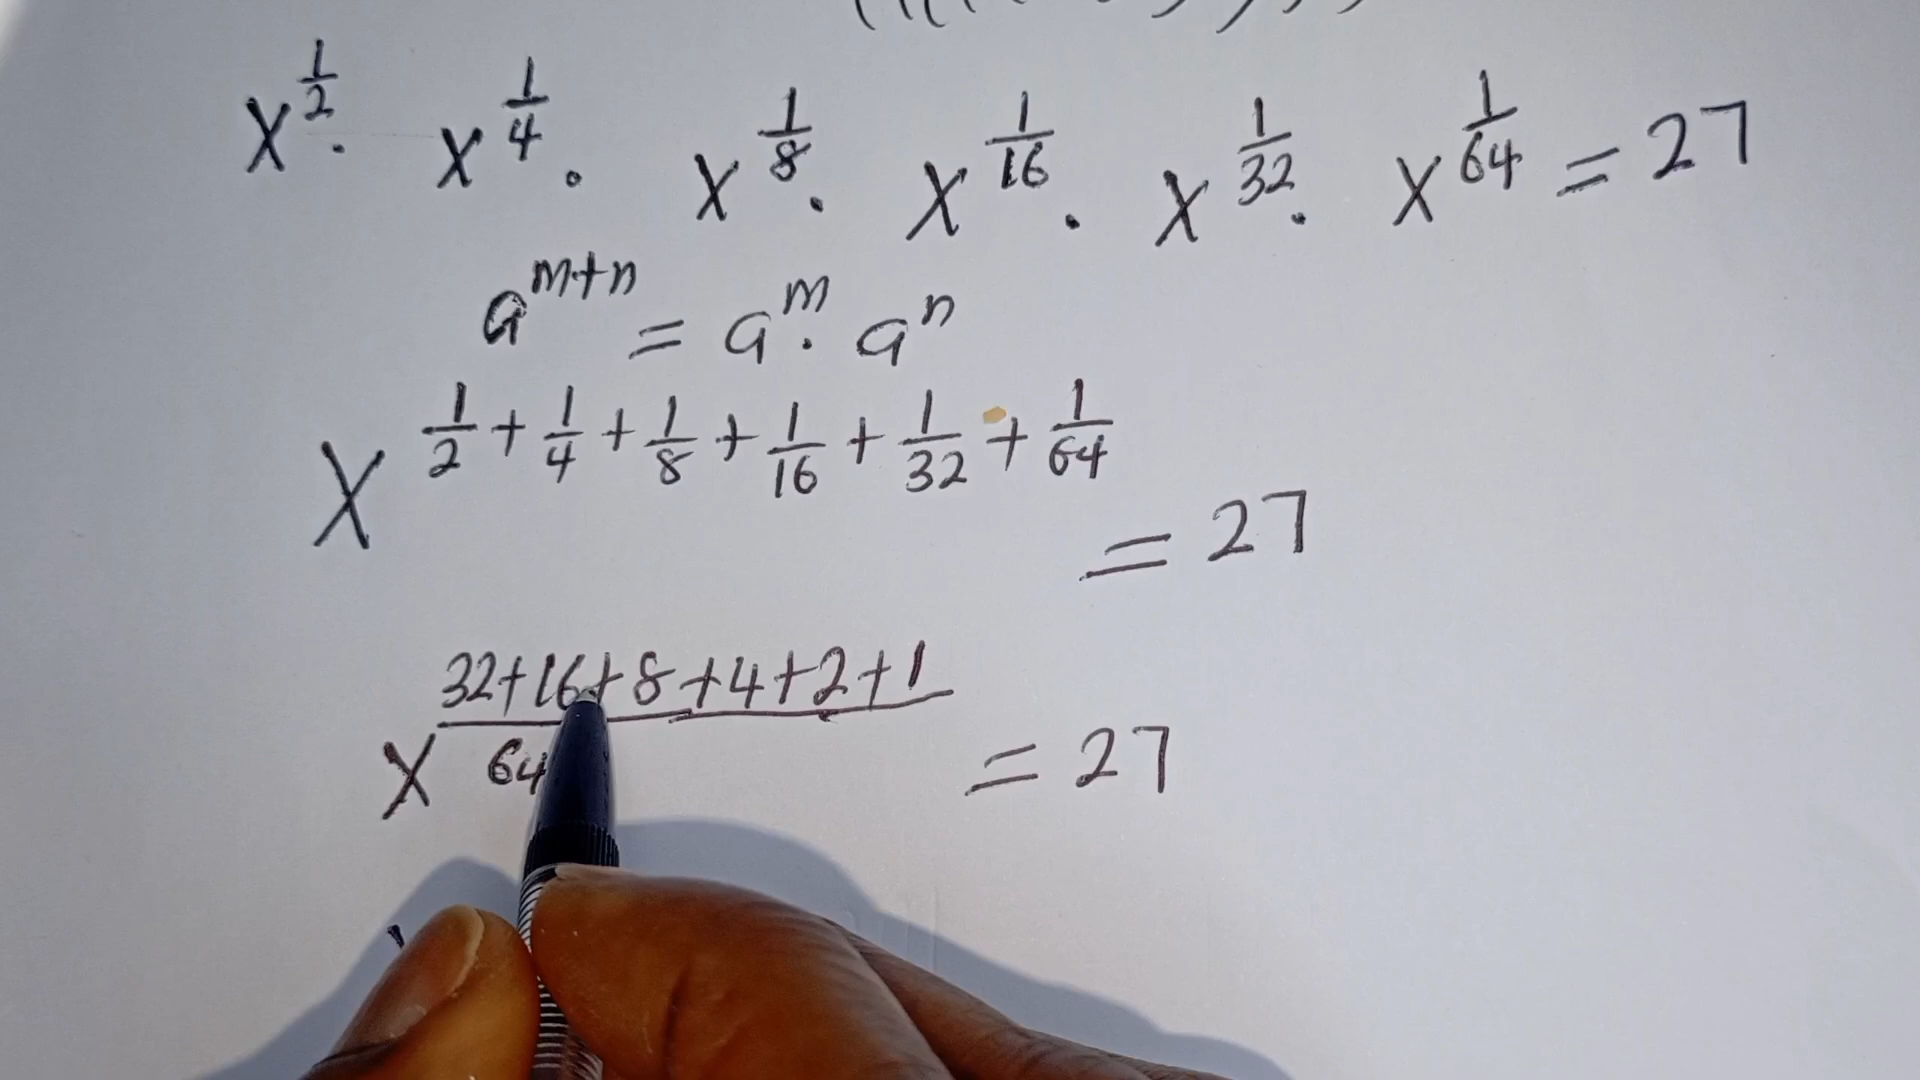 x^{1/2} · x^{1/4} · x^{1/8} · x^{1/16} · x^{1/32} · x^{1/64} = 27
a^{m+n} = a^m · a^n
x^{1/2 + 1/4 + 1/8 + 1/16 + 1/32 + 1/64} = 27
x^{(32+16+8+4+2+1)/64} = 27